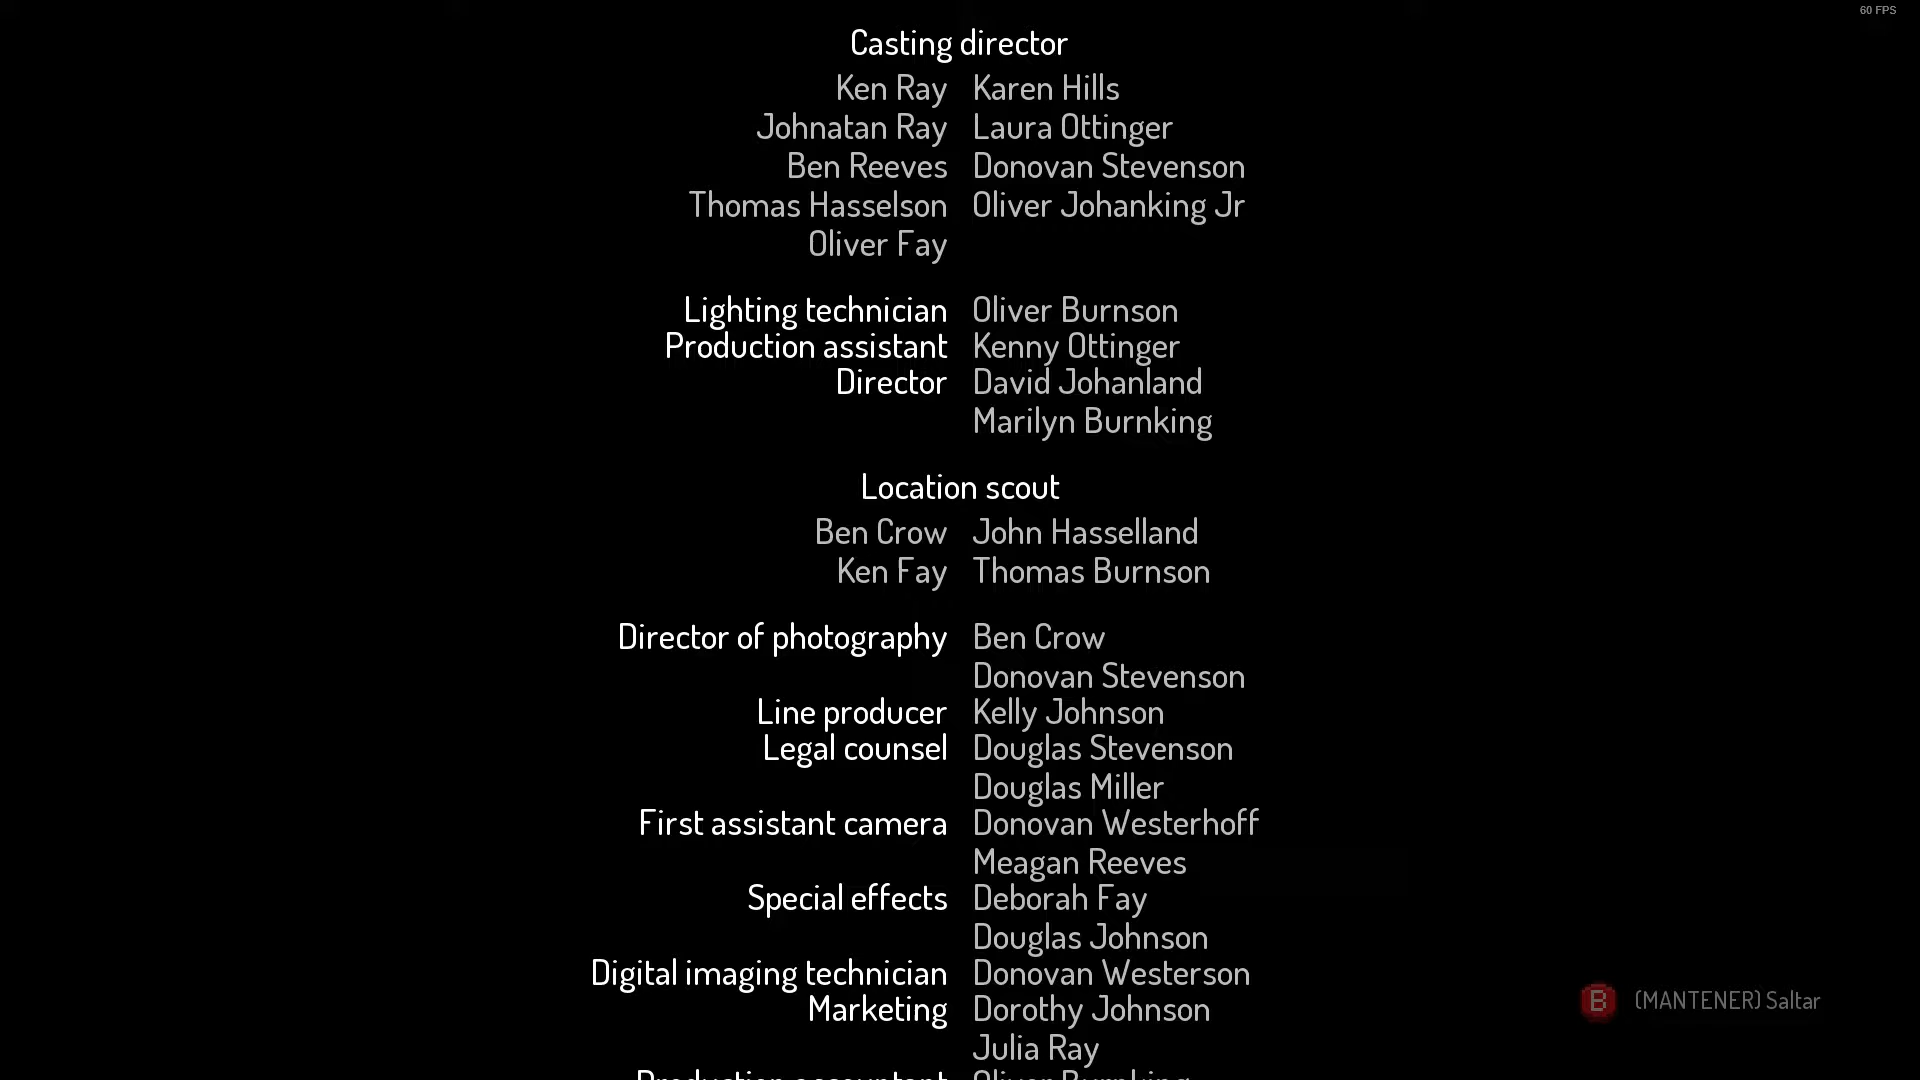 60 FPS
Casting director
Ken Ray Karen Hills
Johnatan Ray Laura Ottinger
Ben Reeves Donovan Stevenson
Thomas Hasselson Oliver Johanking Jr
Oliver Fay
Lighting technician Oliver Burnson
Production assistant Kenny Ottinger
Director David Johanland
Marilyn Burnking
Location scout
Ben Crow John Hasselland
Ken Fay Thomas Burnson
Director of photography Ben Crow
Donovan Stevenson
Line producer Kelly Johnson
Legal counsel Douglas Stevenson
Douglas Miller
First assistant camera Donovan Westerhoff
Meagan Reeves
Special effects Deborah Fay
Douglas Johnson
Digital imaging technician Donovan Westerson
B (MANTENER) Saltar
Marketing Dorothy Johnson
Julia Ray
Production accountant Oliver Burnking